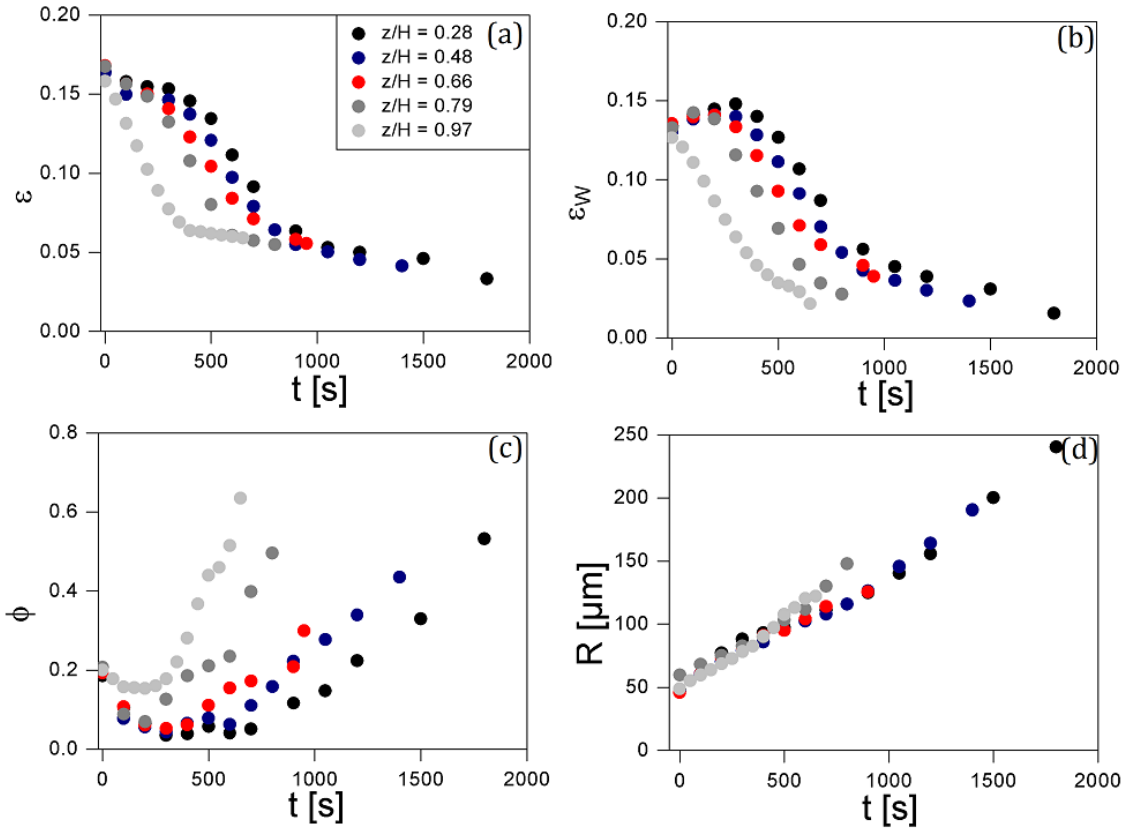 0.20
0.15
0.10
0.05
0.00
ε
0 500 1000 1500 2000
t [s]
(a)
z/H = 0.28
z/H = 0.48
z/H = 0.66
z/H = 0.79
z/H = 0.97
0.20
0.15
0.10
0.05
0.00
εW
0 500 1000 1500 2000
t [s]
(b)
0.8
0.6
0.4
0.2
0.0
ϕ
0 500 1000 1500 2000
t [s]
(c)
250
200
150
100
50
0
R [μm]
0 500 1000 1500 2000
t [s]
(d)